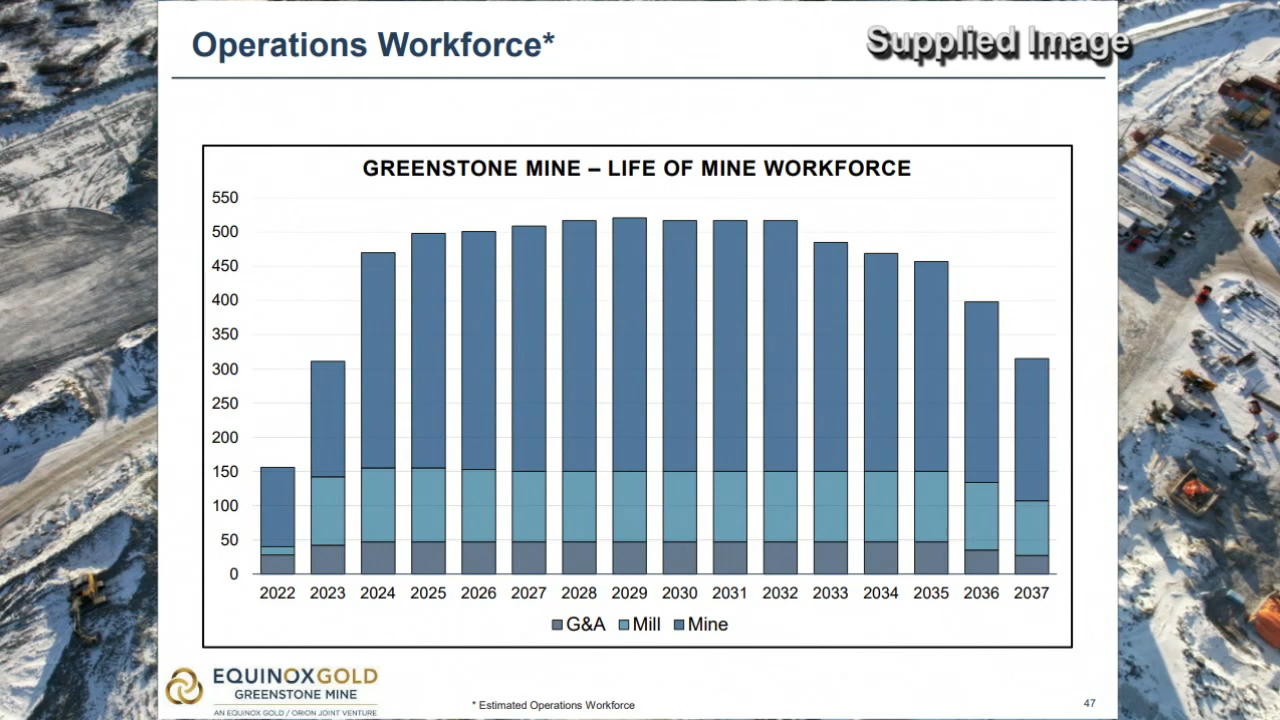 Operations Workforce*
Supplied Image
GREENSTONE MINE – LIFE OF MINE WORKFORCE
550
500
450
400
350
300
250
200
150
100
50
0
2022 2023 2024 2025 2026 2027 2028 2029 2030 2031 2032 2033 2034 2035 2036 2037
G&A Mill Mine
EQUINOXGOLD
GREENSTONE MINE
AN EQUINOX GOLD / ORION JOINT VENTURE
* Estimated Operations Workforce
47